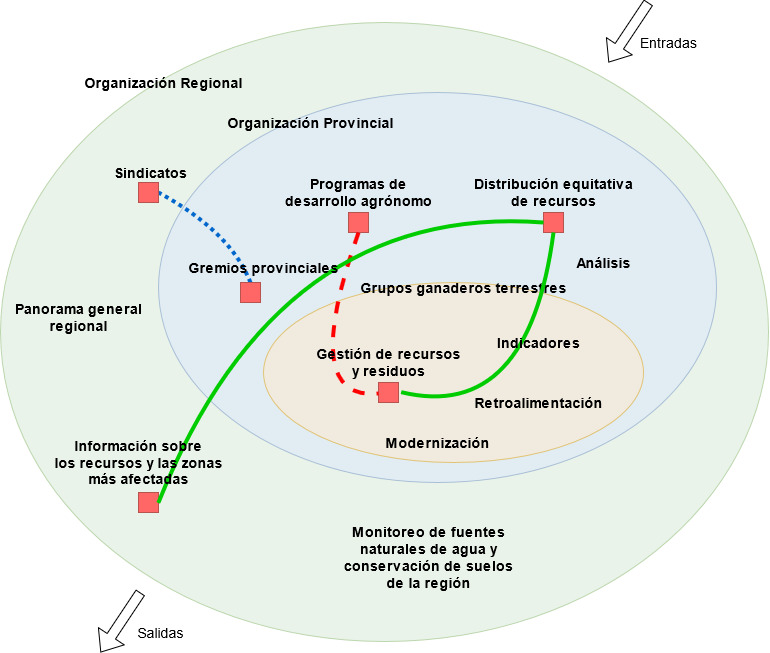 Entradas
Organización Regional
Organización Provincial
Sindicatos
Programas de
desarrollo agrónomo
Distribución equitativa
de recursos
Gremios provinciales
Análisis
Grupos ganaderos terrestres
Panorama general
regional
Indicadores
Gestión de recursos
y residuos
Retroalimentación
Modernización
Información sobre
los recursos y las zonas
más afectadas
Monitoreo de fuentes
naturales de agua y
conservación de suelos
de la región
Salidas